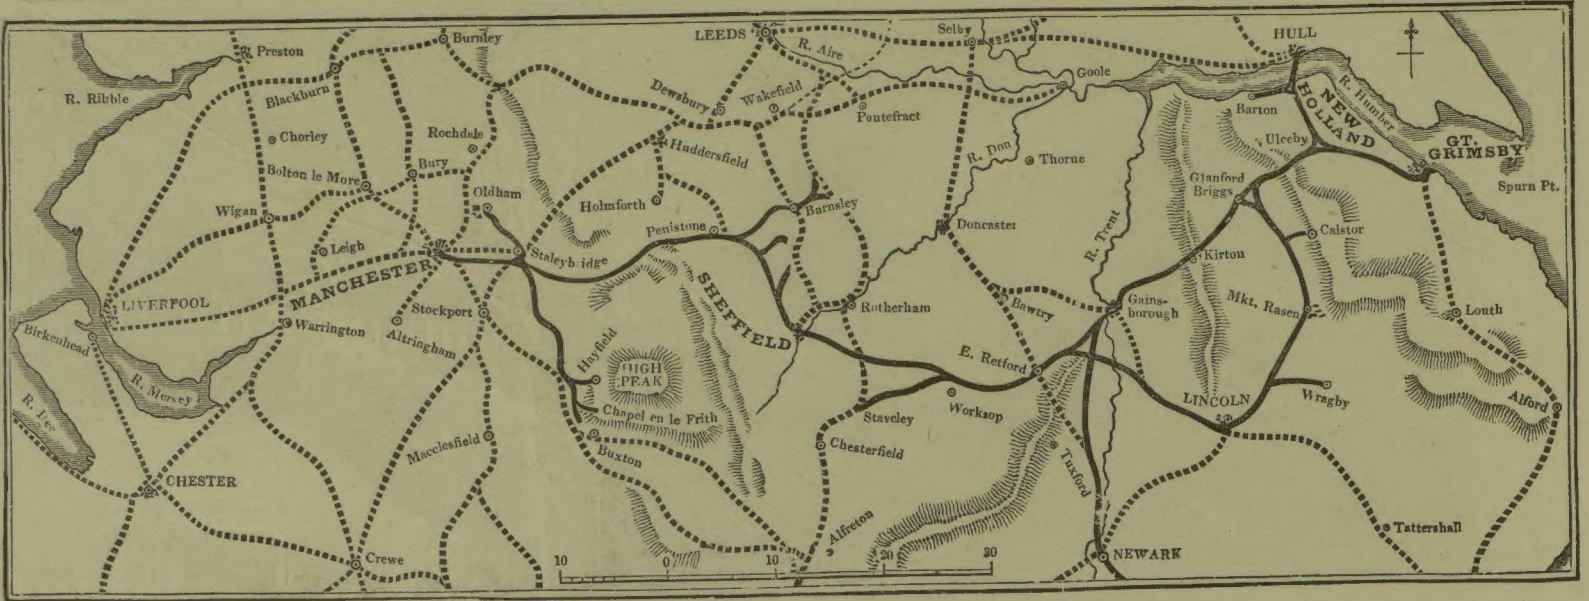 Preston
Burnley
LEEDS
R. Aire
Selby
HULL
R. Ribble
Blackburn
Dewsbury
Wakefield
Goole
R. Humber
Chorley
Rochdale
Pontefract
Barton
NEW
HOLLAND
Bolton le More
Bury
Huddersfield
R. Don
Thorne
Ulceby
GT.
GRIMSBY
Oldham
Glanford
Briggs
Spurn Pt.
Wigan
Holmforth
Barnsley
Leigh
Penistone
Doncaster
R. Trent
Caistor
Staleybridge
Kirton
MANCHESTER
SHEFFIELD
LIVERPOOL
Stockport
Rotherham
Bawtry
Gains-
borough
Mkt. Rasen
Louth
Birkenhead
Warrington
Altringham
Hayfield
HIGH
PEAK
E. Retford
R. Mersey
R. Dee
Chapel en le Frith
Staveley
Worksop
LINCOLN
Wragby
Alford
Macclesfield
Buxton
Chesterfield
Tuxford
CHESTER
Crewe
Alfreton
Tattershall
NEWARK
10 0 10 20 30